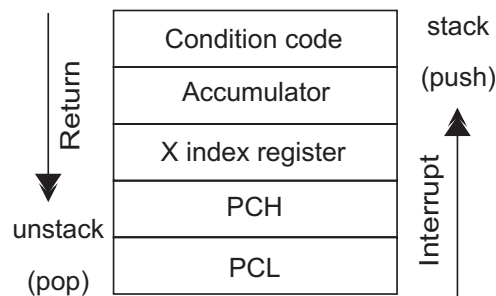 Condition code
Accumulator
X index register
PCH
PCL
Return
unstack
(pop)
stack
(push)
Interrupt